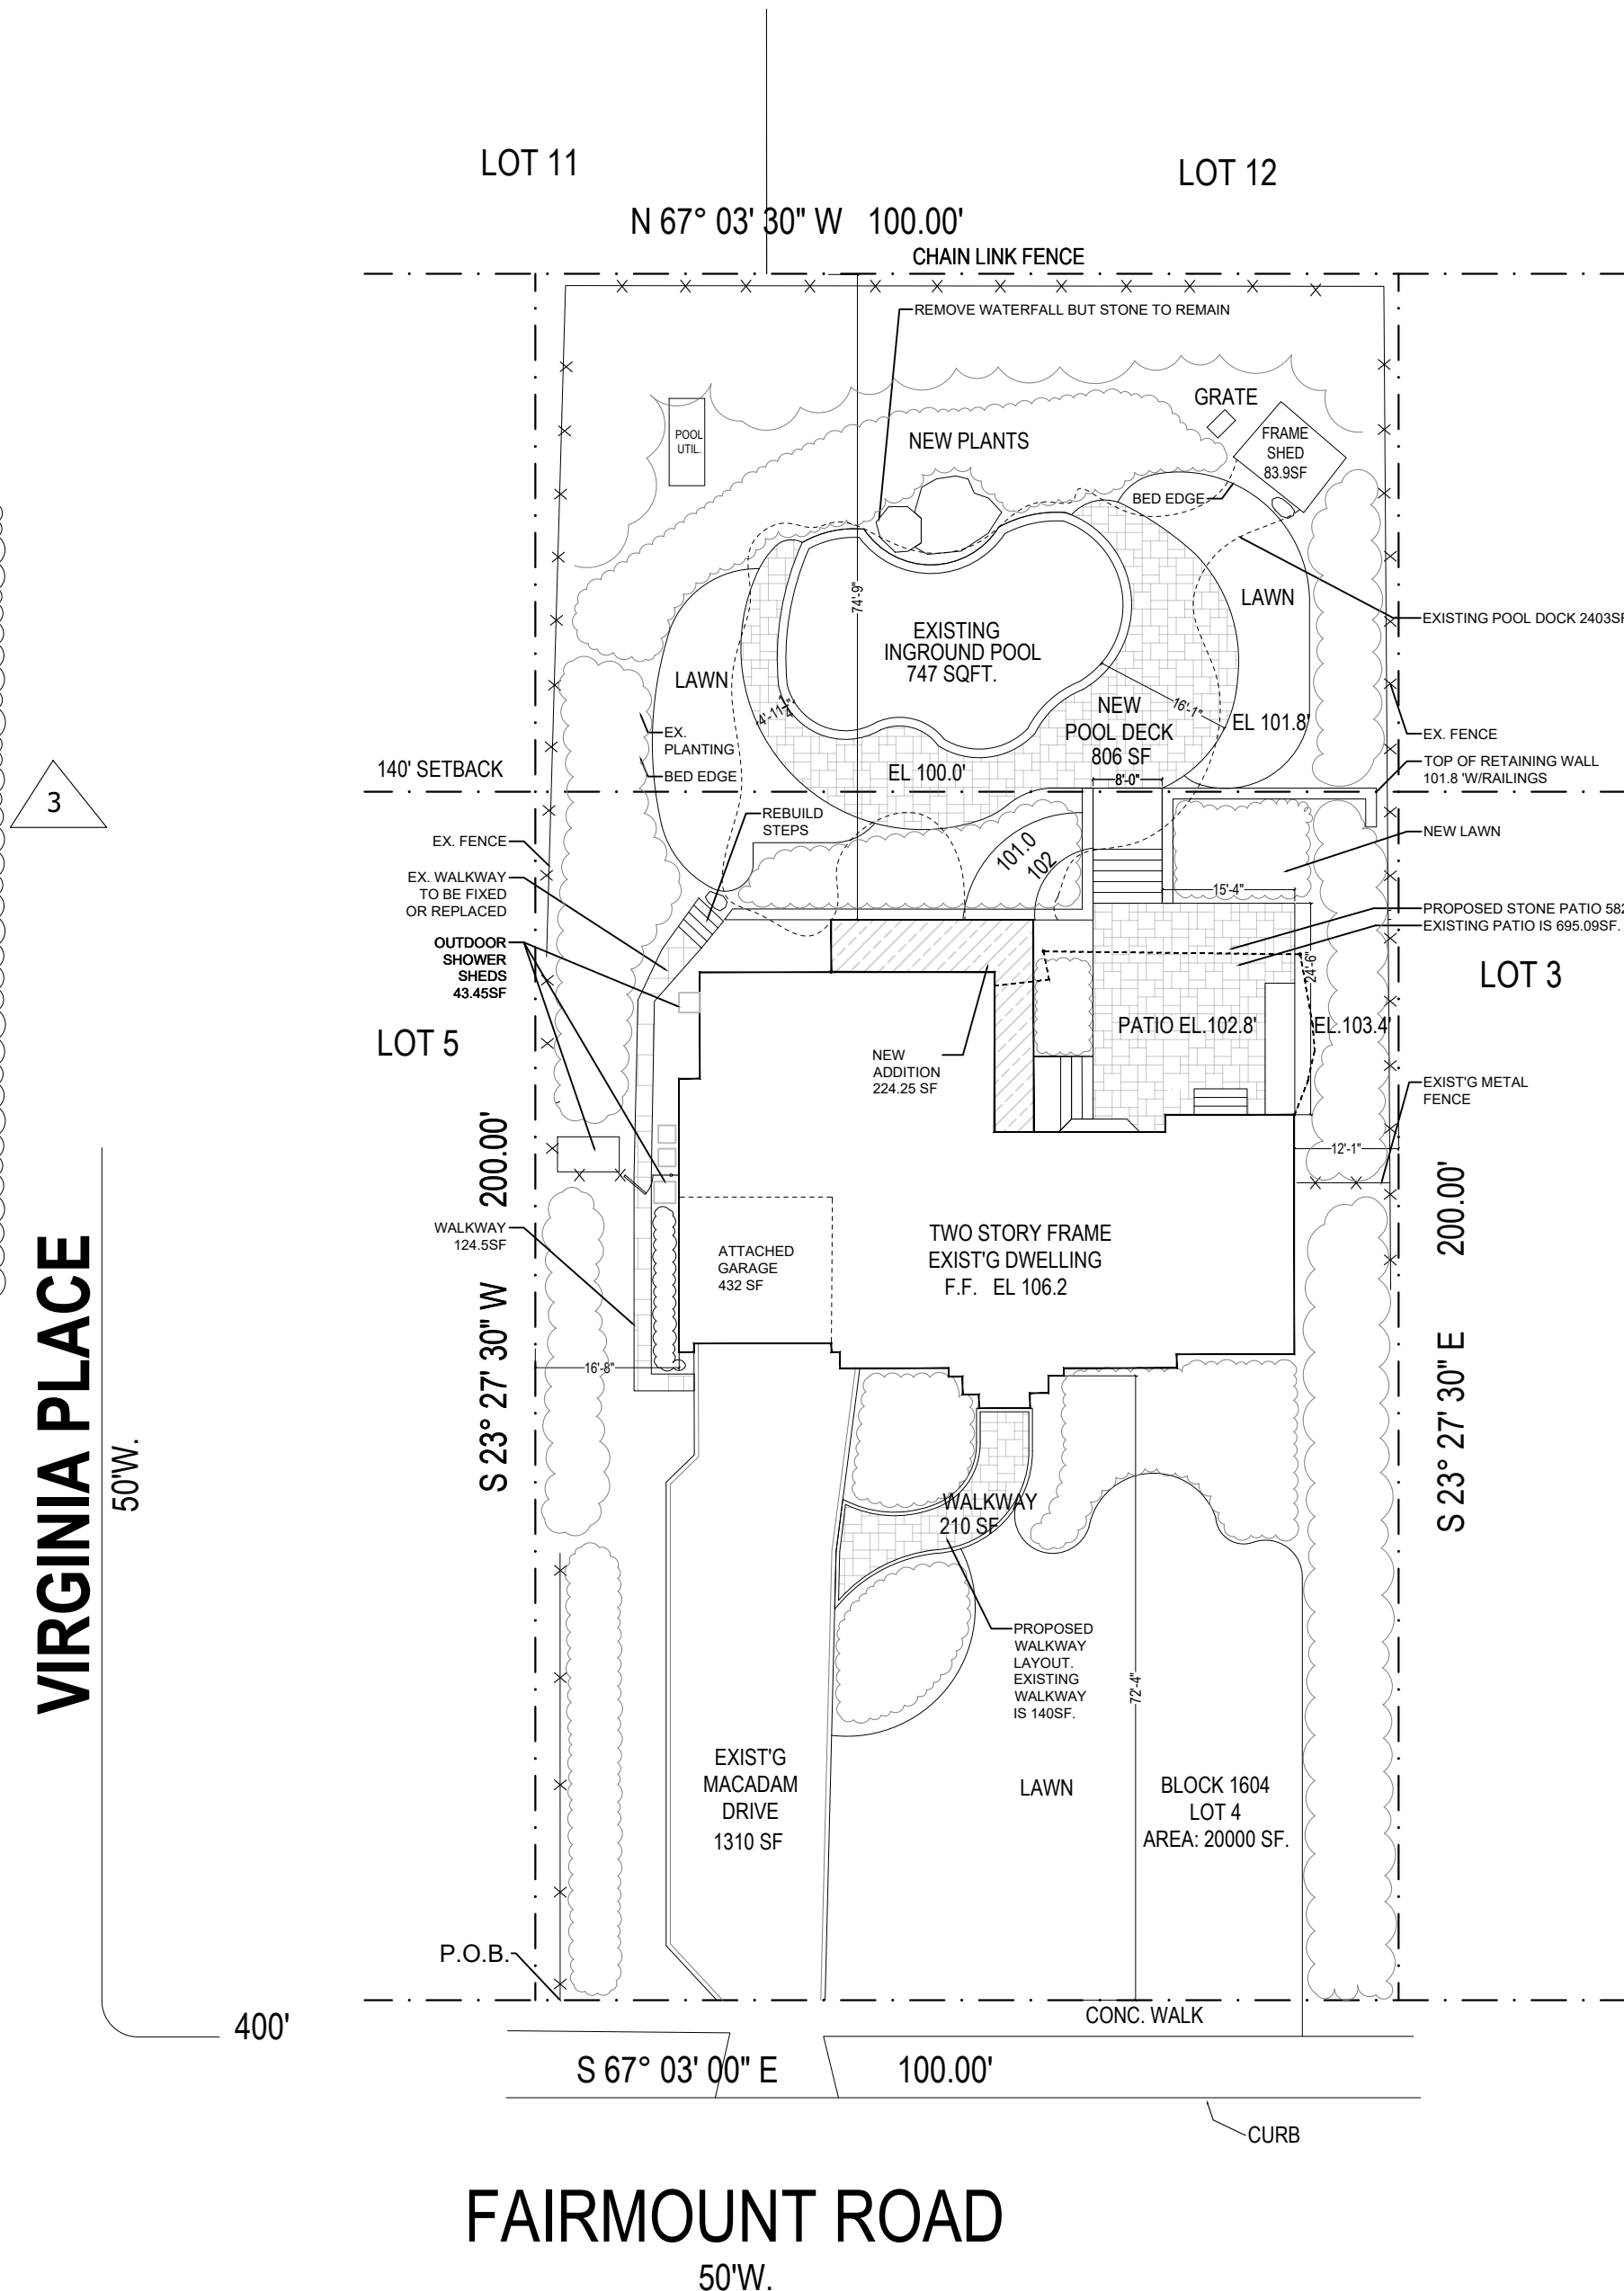 LOT 11
LOT 12
N 67° 03' 30" W 100.00'
CHAIN LINK FENCE
REMOVE WATERFALL BUT STONE TO REMAIN
GRATE
POOL
UTIL.
NEW PLANTS
FRAME
SHED
83.9SF
BED EDGE
74'-9"
LAWN
EXISTING POOL DOCK 2403SF
EXISTING
INGROUND POOL
747 SQFT.
LAWN
4'-11
16'-1"
NEW
POOL DECK
806 SF
EL 101.8'
EX.
PLANTING
EX. FENCE
BED EDGE
EL 100.0'
8'-0"
TOP OF RETAINING WALL
101.8 'W/RAILINGS
140' SETBACK
3
REBUILD
STEPS
EX. FENCE
101.0
102
NEW LAWN
EX. WALKWAY
TO BE FIXED
OR REPLACED
15'-4"
PROPOSED STONE PATIO 582
EXISTING PATIO IS 695.09SF.
OUTDOOR
SHOWER
SHEDS
43.45SF
24'-6"
LOT 3
LOT 5
PATIO EL.102.8'
EL.103.4'
NEW
ADDITION
224.25 SF
EXIST'G METAL
FENCE
12'-1"
S 23° 27' 30" W 200.00'
S 23° 27' 30" E 200.00'
WALKWAY
124.5SF
ATTACHED
GARAGE
432 SF
TWO STORY FRAME
EXIST'G DWELLING
F.F. EL 106.2
16'-8"
VIRGINIA PLACE
50'W.
WALKWAY
210 SF
PROPOSED
WALKWAY
LAYOUT.
EXISTING
WALKWAY
IS 140SF.
72'-4"
EXIST'G
MACADAM
DRIVE
1310 SF
LAWN
BLOCK 1604
LOT 4
AREA: 20000 SF.
P.O.B.
400'
CONC. WALK
S 67° 03' 00" E 100.00'
CURB
FAIRMOUNT ROAD
50'W.